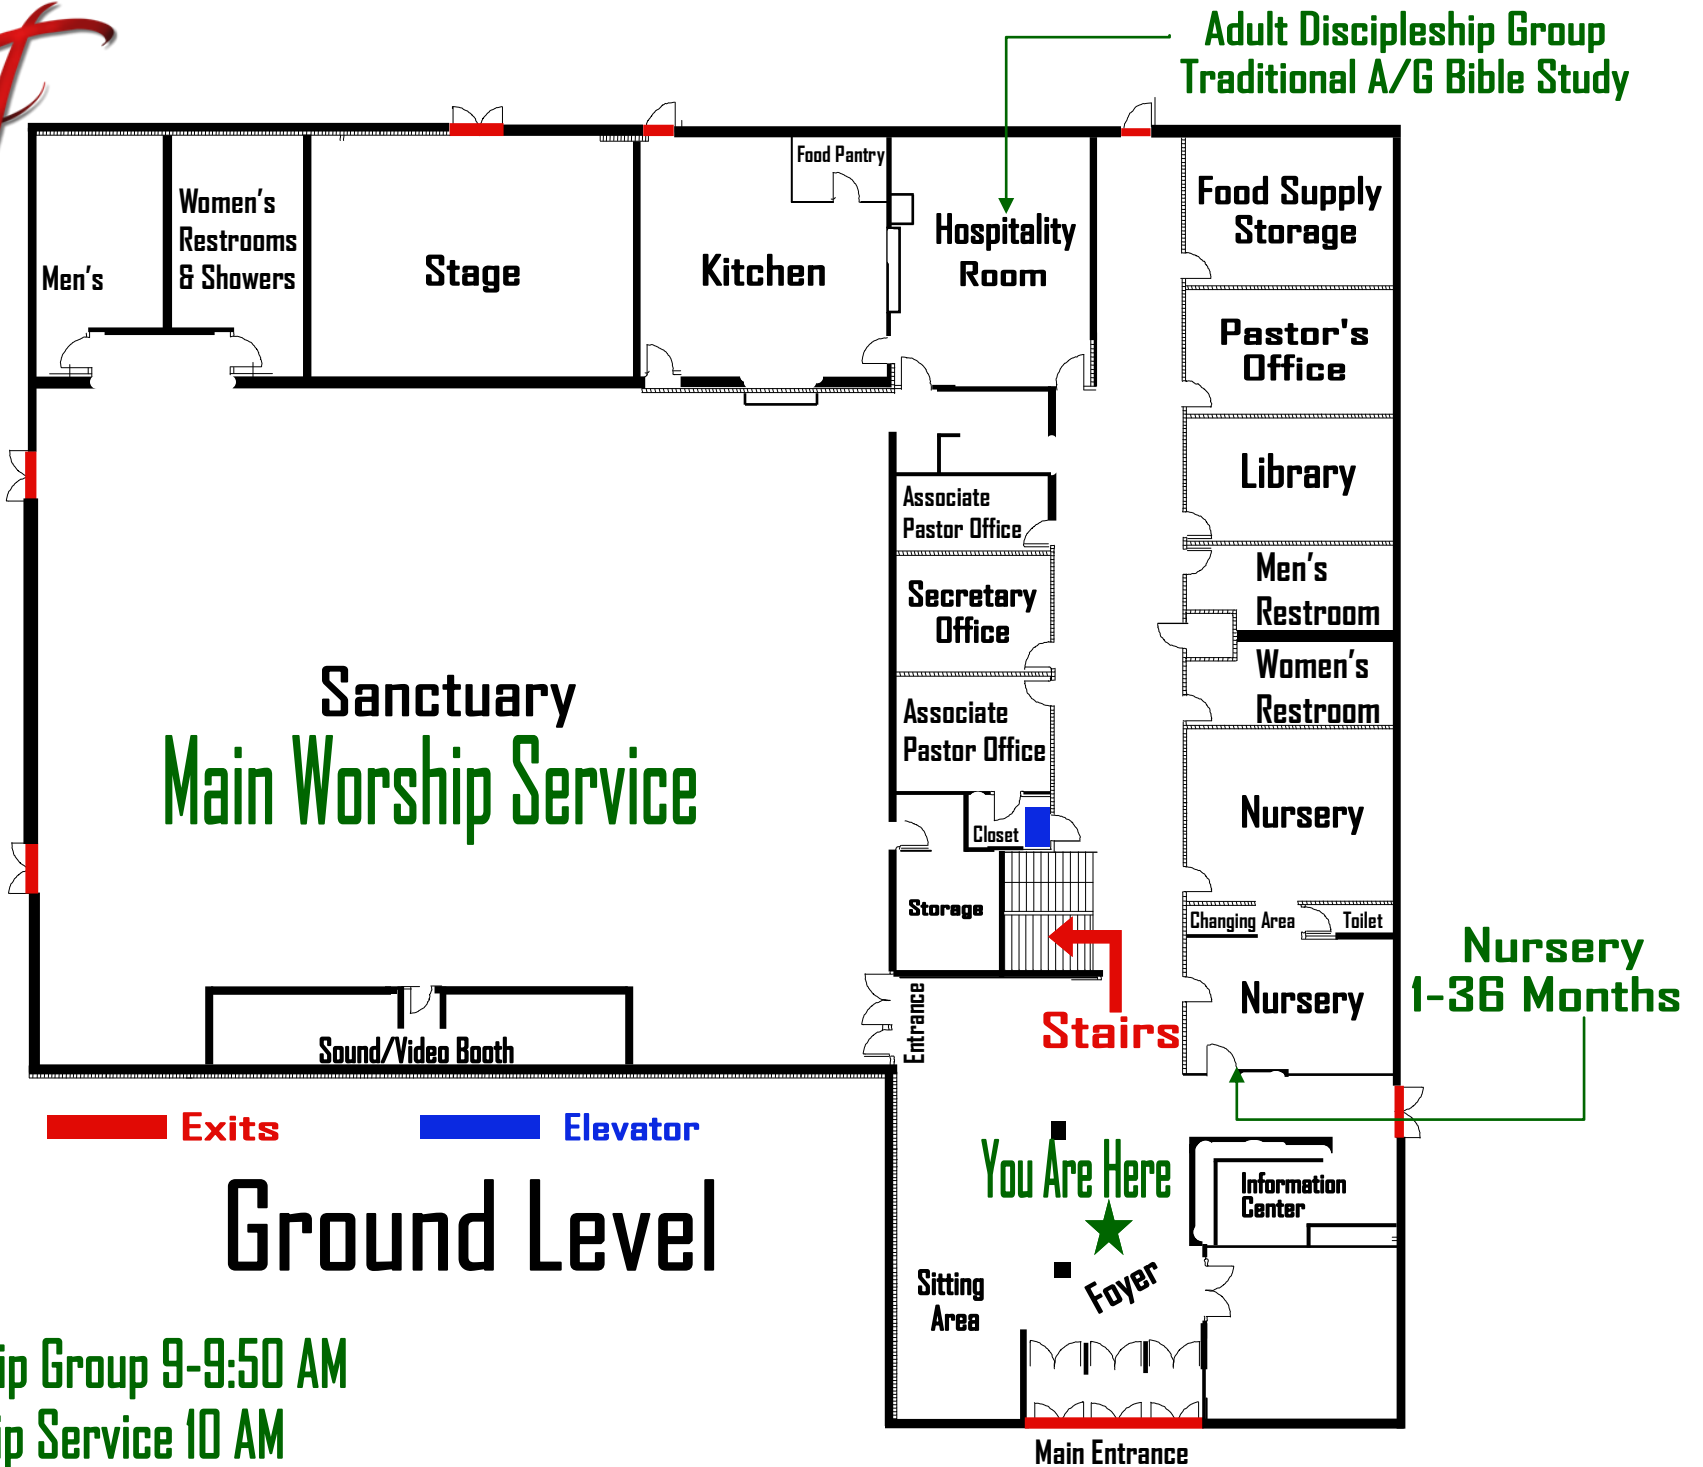 Adult Discipleship Group
Traditional A/G Bible Study
Food Pantry
Women's
Restrooms
& Showers
Men's
Stage
Kitchen
Hospitality
Room
Food Supply
Storage
Pastor's
Office
Library
Associate
Pastor Office
Men's
Restroom
Secretary
Office
Women's
Restroom
Sanctuary
Main Worship Service
Associate
Pastor Office
Nursery
Closet
Storage
Changing Area
Toilet
Nursery
1-36 Months
Nursery
Entrance
Stairs
Sound/Video Booth
Exits
Elevator
You Are Here
Information
Center
Ground Level
Sitting
Area
Foyer
ip Group 9-9:50 AM
ip Service 10 AM
Main Entrance